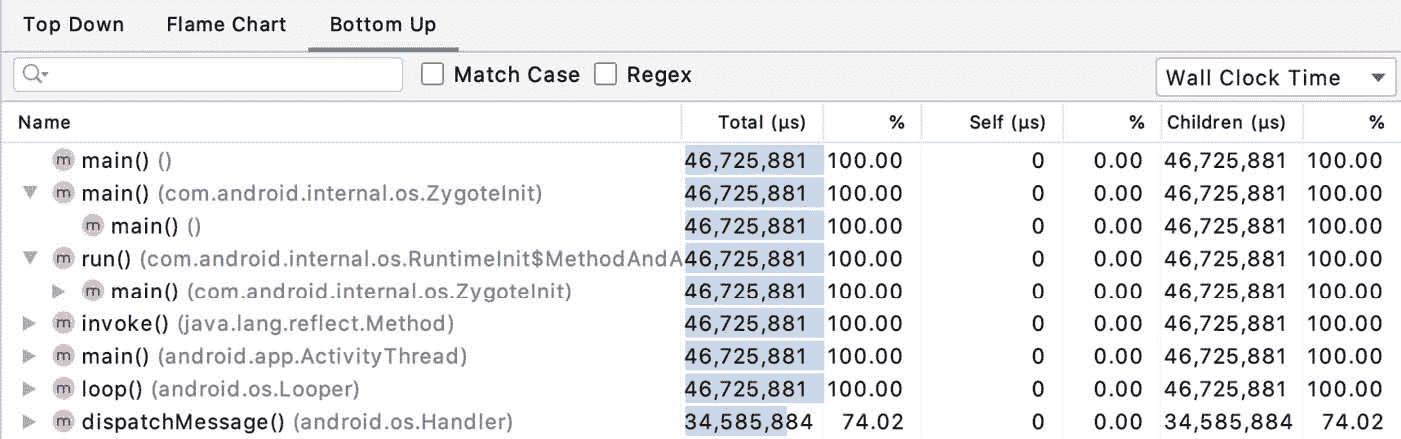 Top Down Flame Chart Bottom Up
Match Case Regex Wall Clock Time
Name Total (µs) % Self (µs) % Children (µs) %
m main() () 46,725,881 100.00 0 0.00 46,725,881 100.00
m main() (com.android.internal.os.ZygoteInit) 46,725,881 100.00 0 0.00 46,725,881 100.00
m main() () 46,725,881 100.00 0 0.00 46,725,881 100.00
m run() (com.android.internal.os.RuntimeInit$MethodAndA 46,725,881 100.00 0 0.00 46,725,881 100.00
m main() (com.android.internal.os.ZygoteInit) 46,725,881 100.00 0 0.00 46,725,881 100.00
m invoke() (java.lang.reflect.Method) 46,725,881 100.00 0 0.00 46,725,881 100.00
m main() (android.app.ActivityThread) 46,725,881 100.00 0 0.00 46,725,881 100.00
m loop() (android.os.Looper) 46,725,881 100.00 0 0.00 46,725,881 100.00
m dispatchMessage() (android.os.Handler) 34,585,884 74.02 0 0.00 34,585,884 74.02